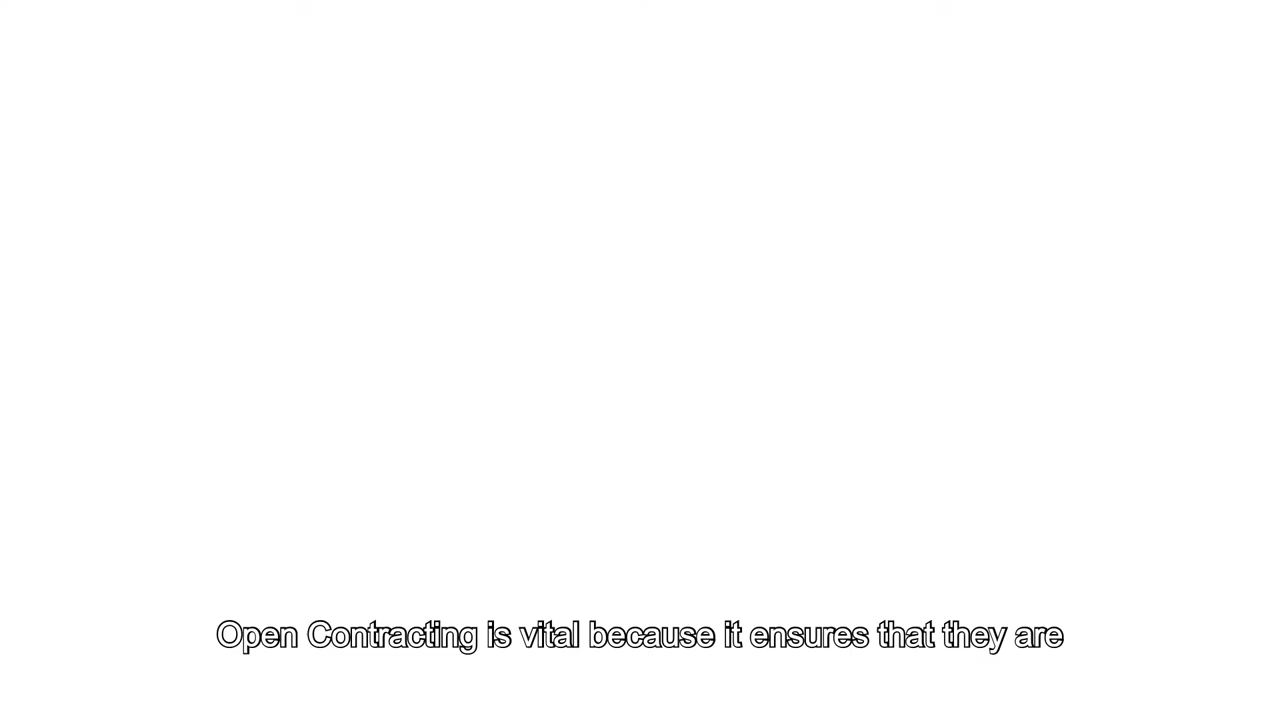 Open Contracting is vital because it ensures that they are